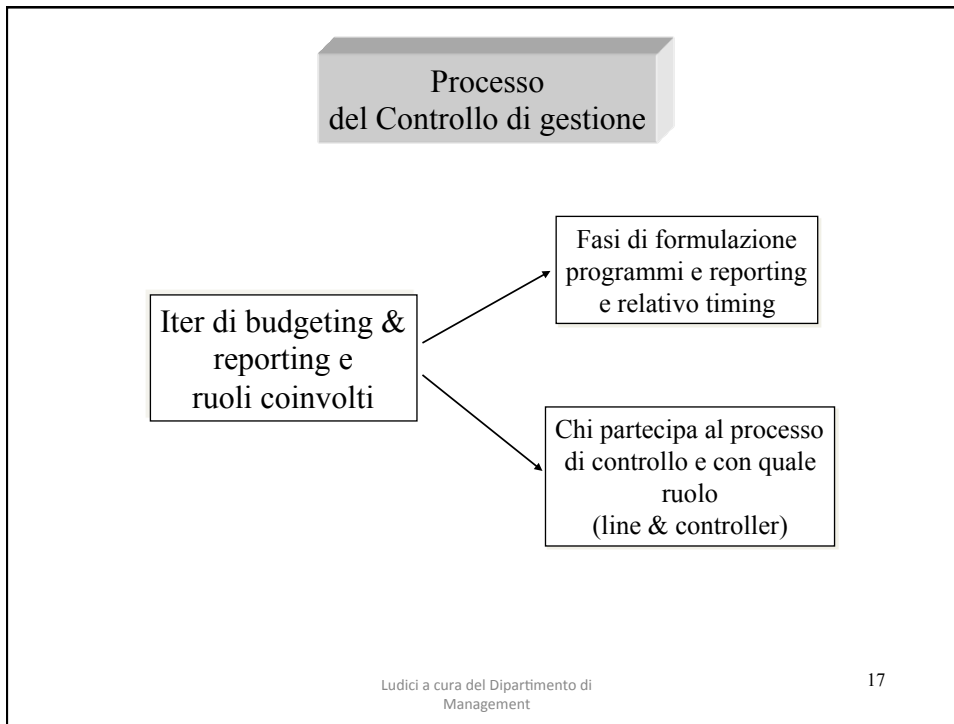 Processo
del Controllo di gestione
Fasi di formulazione
programmi e reporting
e relativo timing
Iter di budgeting &
reporting e
ruoli coinvolti
Chi partecipa al processo
di controllo e con quale
ruolo
(line & controller)
Ludici a cura del Dipartimento di
Management
17